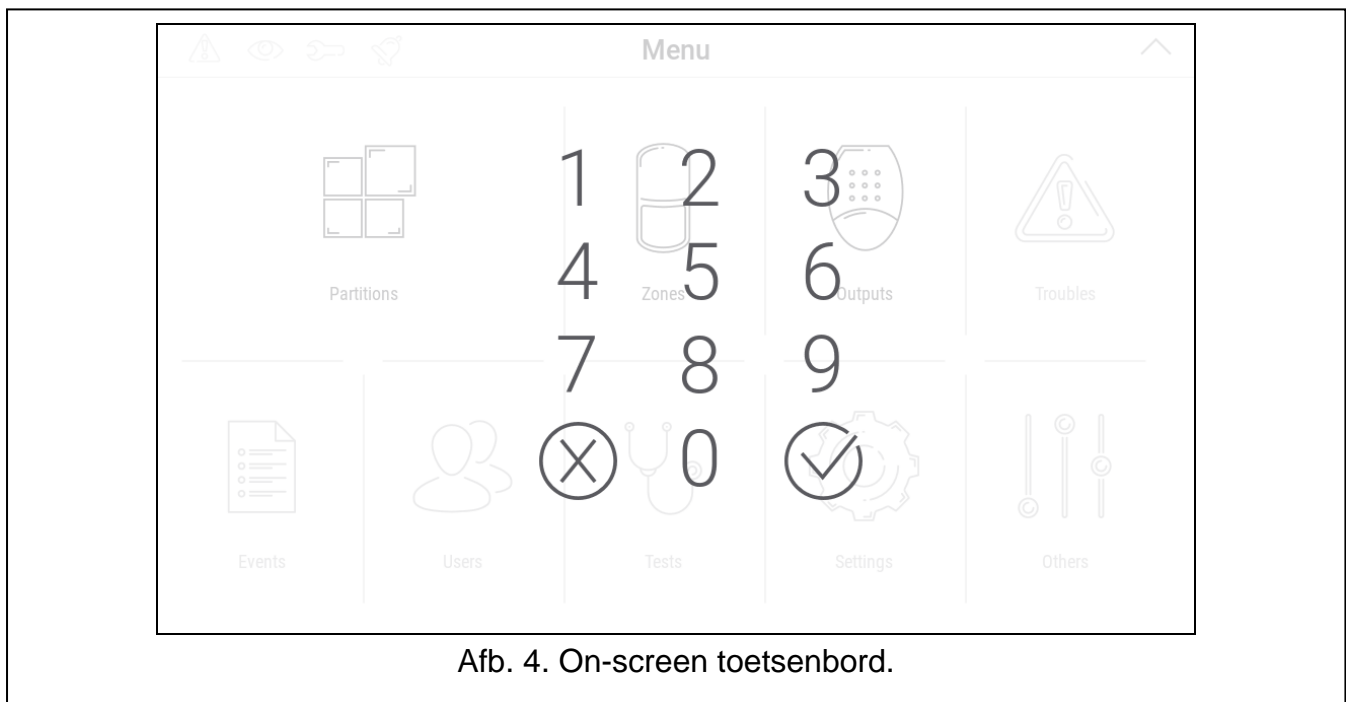 Menu
1 2 3
4 5 6
Partitions Zones Outputs Troubles
7 8 9
0
Events Users Tests Settings Others
Afb. 4. On-screen toetsenbord.